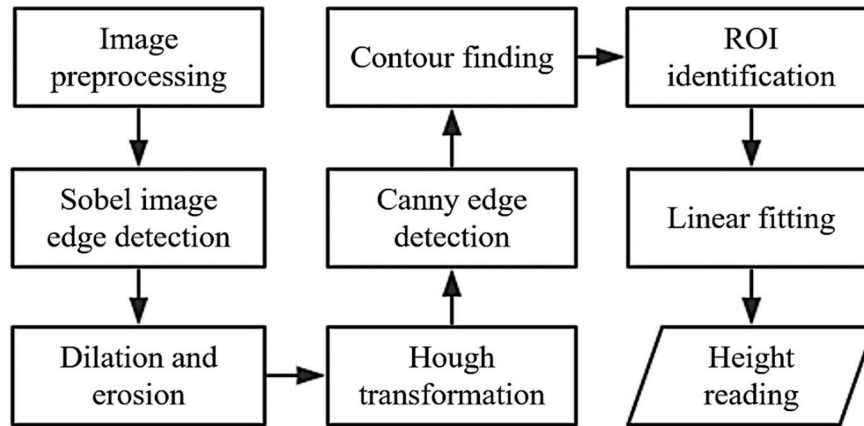 Image
preprocessing
Sobel image
edge detection
Dilation and
erosion
Hough
transformation
Canny edge
detection
Contour finding
ROI
identification
Linear fitting
Height
reading